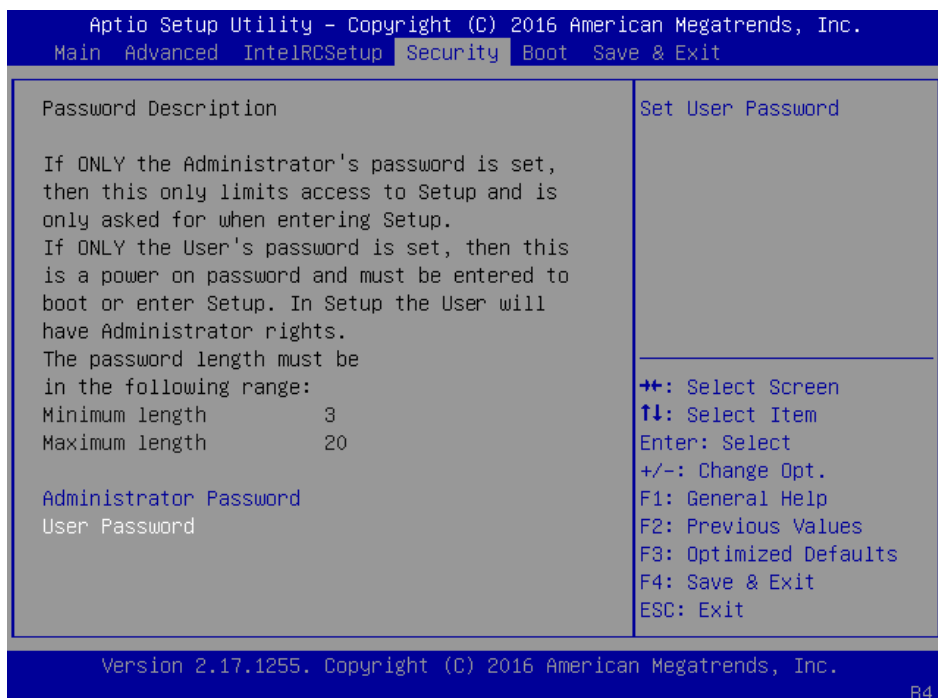 Aptio Setup Utility – Copyright (C) 2016 American Megatrends, Inc.
Main Advanced IntelRCSetup Security Boot Save & Exit
Password Description
If ONLY the Administrator's password is set,
then this only limits access to Setup and is
only asked for when entering Setup.
If ONLY the User's password is set, then this
is a power on password and must be entered to
boot or enter Setup. In Setup the User will
have Administrator rights.
The password length must be
in the following range:
Minimum length 3
Maximum length 20
Administrator Password
User Password
Set User Password
→←: Select Screen
↑↓: Select Item
Enter: Select
+/-: Change Opt.
F1: General Help
F2: Previous Values
F3: Optimized Defaults
F4: Save & Exit
ESC: Exit
Version 2.17.1255. Copyright (C) 2016 American Megatrends, Inc.
B4